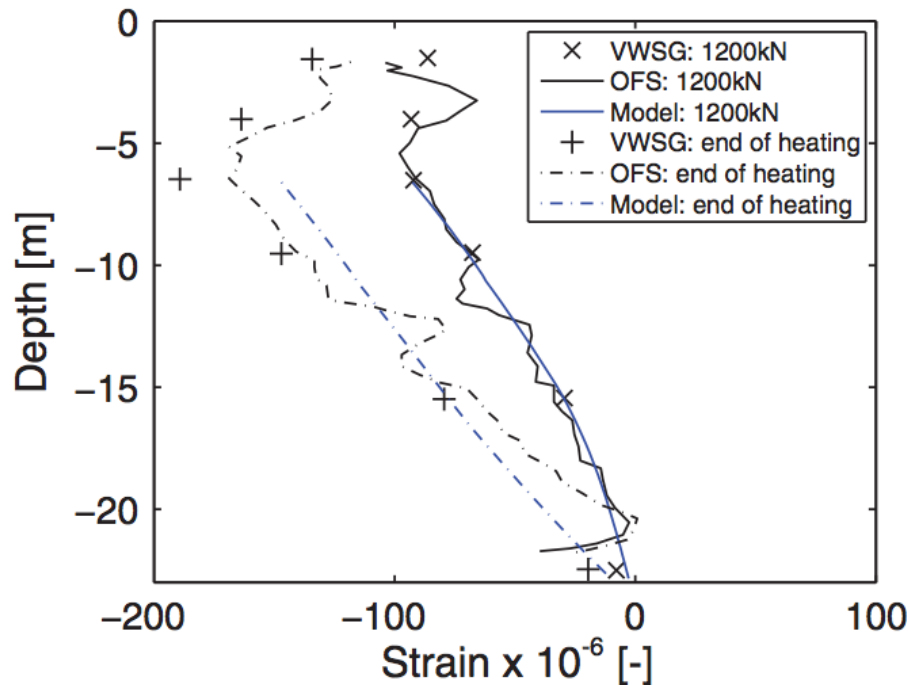 0
−5
−10
−15
−20
Depth [m]
−200
−100
0
100
Strain x 10⁻⁶ [-]
VWSG: 1200kN
OFS: 1200kN
Model: 1200kN
VWSG: end of heating
OFS: end of heating
Model: end of heating